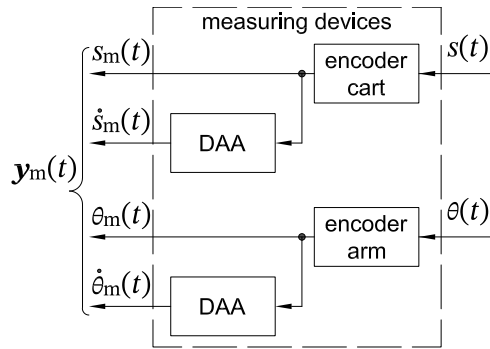 measuring devices
sₘ(t)
encoder
cart
s(t)
ṡₘ(t)
DAA
𝒚ₘ(t)
θₘ(t)
encoder
arm
θ(t)
θ̇ₘ(t)
DAA